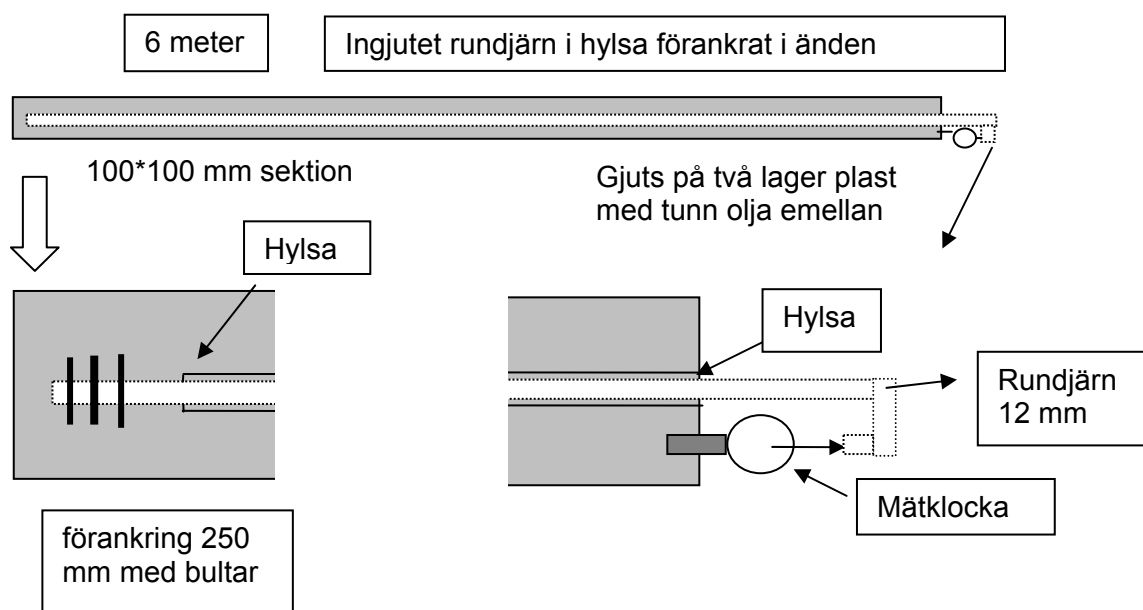 6 meter
Ingjutet rundjärn i hylsa förankrat i änden
100*100 mm sektion
Gjuts på två lager plast
med tunn olja emellan
Hylsa
Hylsa
Rundjärn
12 mm
Mätklocka
förankring 250
mm med bultar